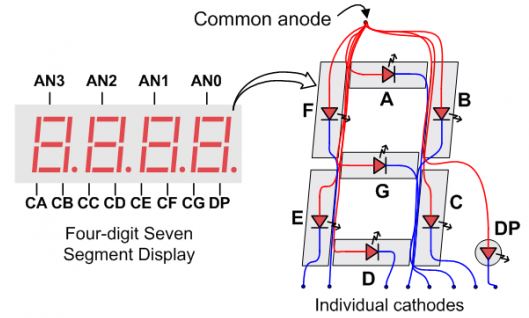 Common anode
AN3 AN2 AN1 AN0
CA CB CC CD CE CF CG DP
Four-digit Seven
Segment Display
A
F
B
G
E
C
D
DP
Individual cathodes